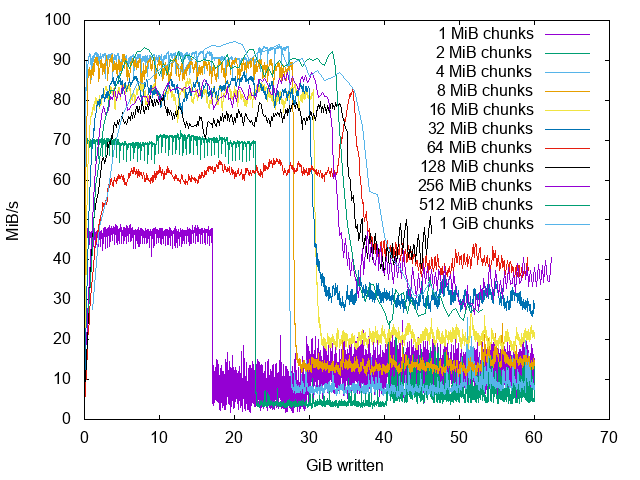 100
90
80
70
60
50
40
30
20
10
0
MiB/s
0 10 20 30 40 50 60 70
GiB written
1 MiB chunks
2 MiB chunks
4 MiB chunks
8 MiB chunks
16 MiB chunks
32 MiB chunks
64 MiB chunks
128 MiB chunks
256 MiB chunks
512 MiB chunks
1 GiB chunks